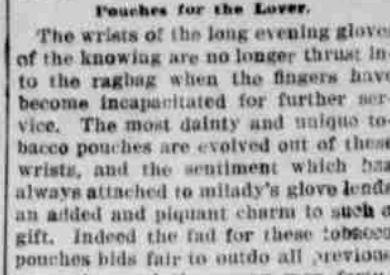 Pouches for the Lover.
The wrists of the long evening glove
of the knowing are no longer thrust in-
to the ragbag when the fingers have
become incapacitated for further ser-
vice. The most dainty and unique to-
bacco pouches are evolved out of these
wrists, and the sentiment which has
always attached to milady's glove lends
an added and piquant charm to such a
gift. Indeed the fad for these tobacco
pouches bids fair to outdo all previous